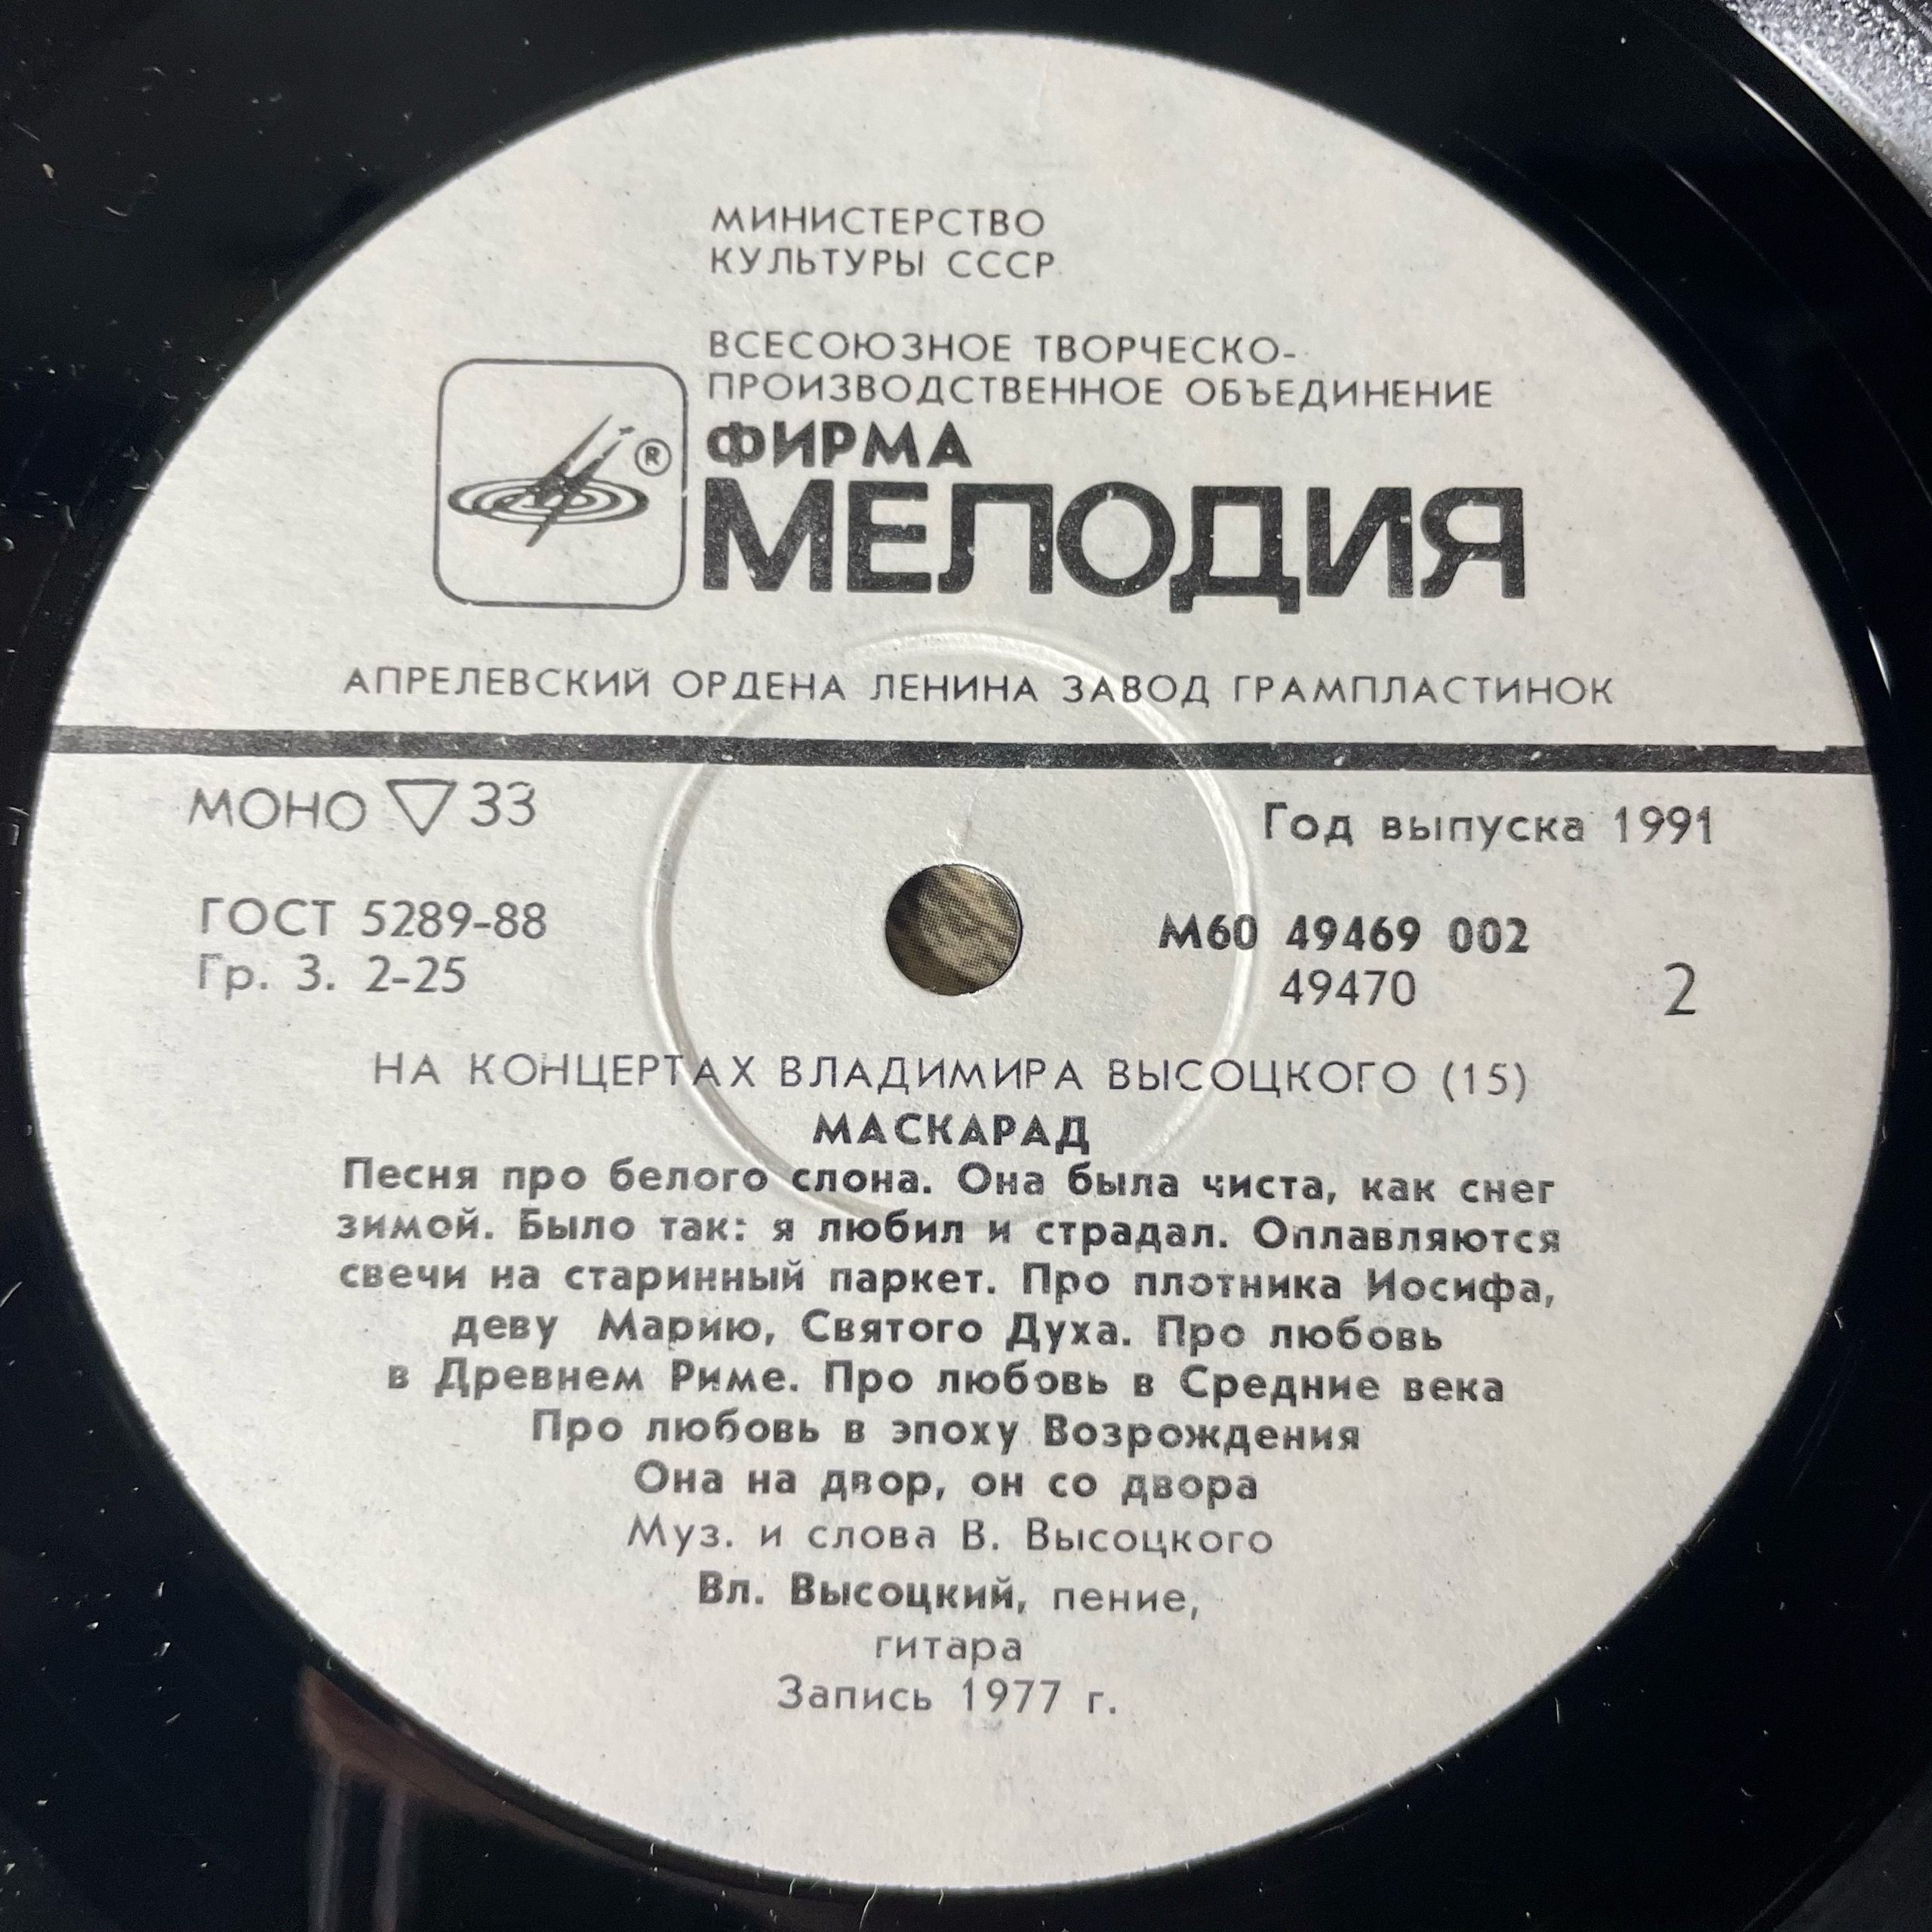 МИНИСТЕРСТВО
КУЛЬТУРЫ СССР
ВСЕСОЮЗНОЕ ТВОРЧЕСКО-
ПРОИЗВОДСТВЕННОЕ ОБЪЕДИНЕНИЕ
®
ФИРМА
МЕЛОДИЯ
АПРЕЛЕВСКИЙ ОРДЕНА ЛЕНИНА ЗАВОД ГРАМПЛАСТИНОК
МОНО ▽ 33
Год выпуска 1991
ГОСТ 5289-88
Гр. 3. 2-25
М60 49469 002
49470
2
НА КОНЦЕРТАХ ВЛАДИМИРА ВЫСОЦКОГО (15)
МАСКАРАД
Песня про белого слона. Она была чиста, как снег
зимой. Было так: я любил и страдал. Оплавляются
свечи на старинный паркет. Про плотника Иосифа,
деву Марию, Святого Духа. Про любовь
в Древнем Риме. Про любовь в Средние века
Про любовь в эпоху Возрождения
Она на двор, он со двора
Муз. и слова В. Высоцкого
Вл. Высоцкий, пение,
гитара
Запись 1977 г.